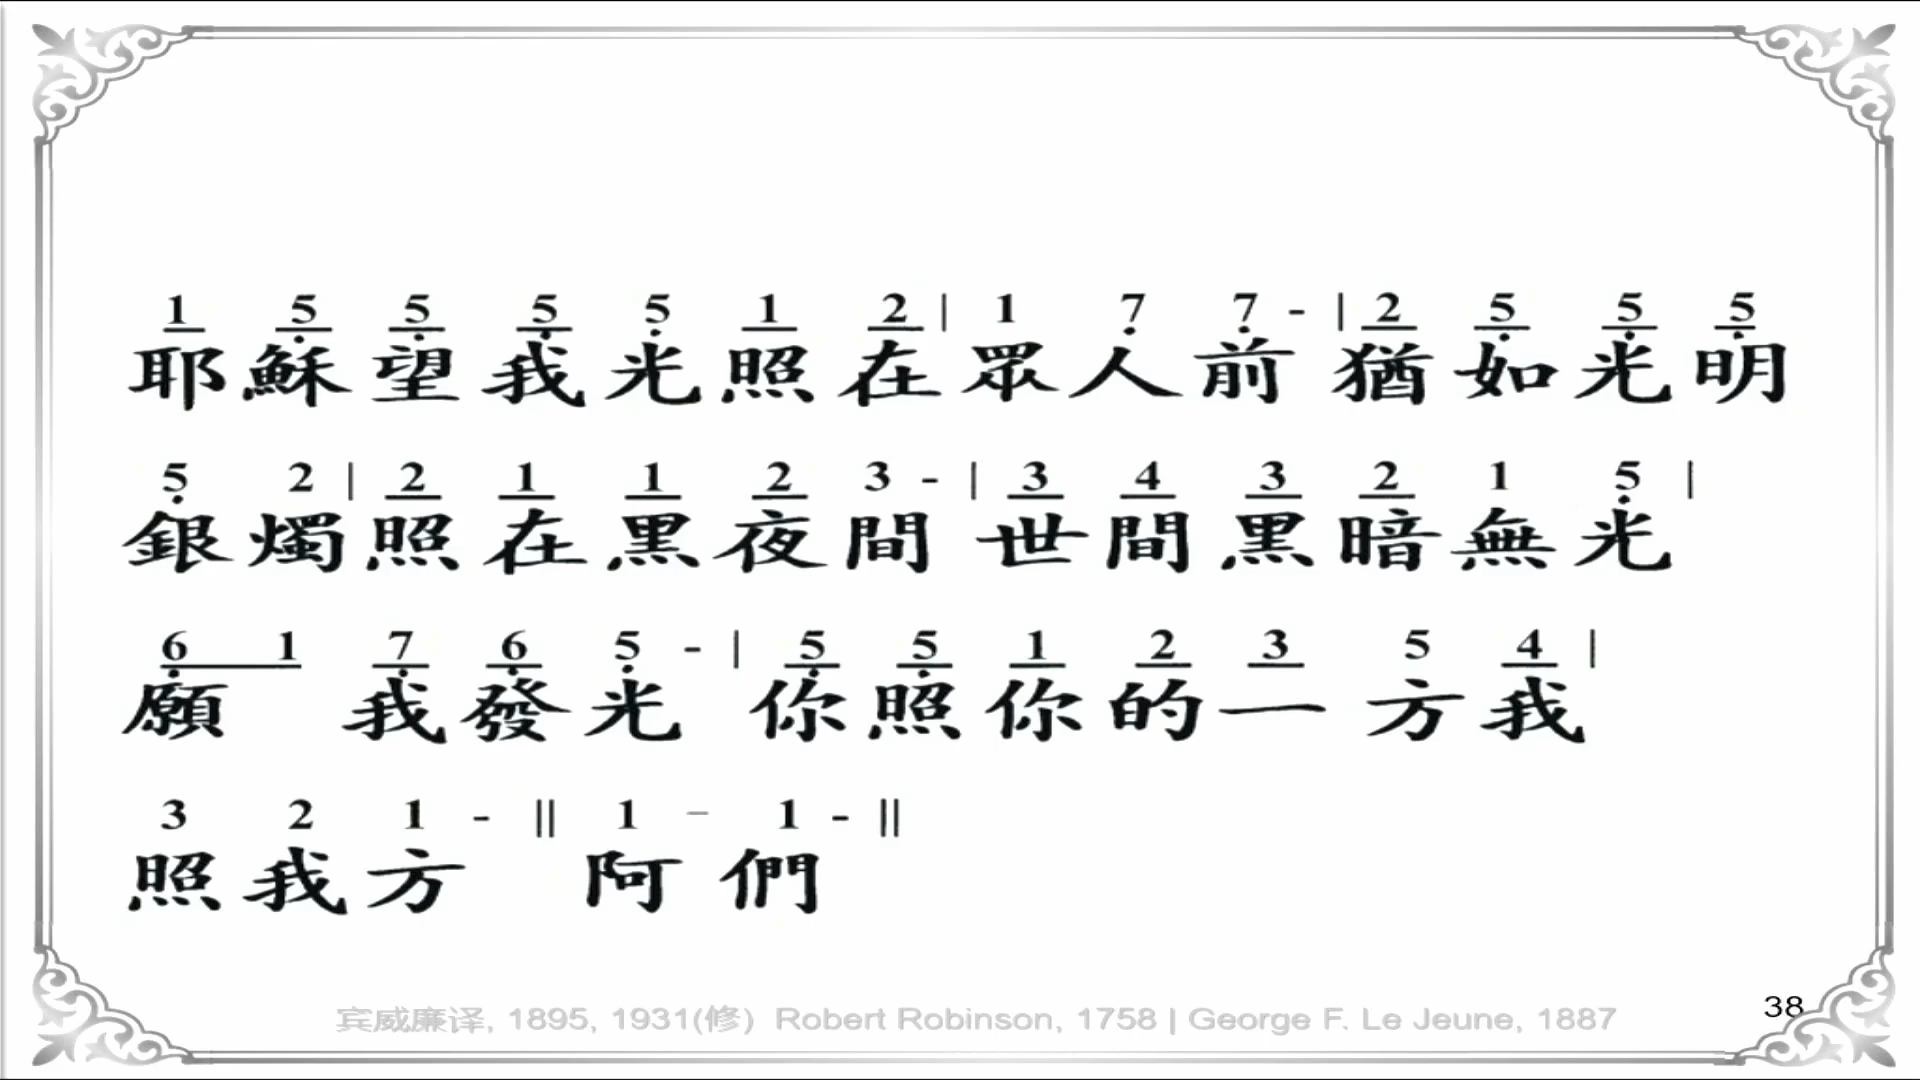 1 5 5 5 5 1 2 | 1 7 7 - | 2 5 5 5
耶穌望我光照在眾人前 猶如光明
5 2 | 2 1 1 2 3 - | 3 4 3 2 1 5 |
銀燭照在黑夜間 世間黑暗無光
6 1 7 6 5 - | 5 5 1 2 3 5 4 |
願 我發光 你照你的一方我
3 2 1 - || 1 - 1 - ||
照我方 阿們
宾威廉译, 1895, 1931(修) Robert Robinson, 1758 | George F. Le Jeune, 1887
38